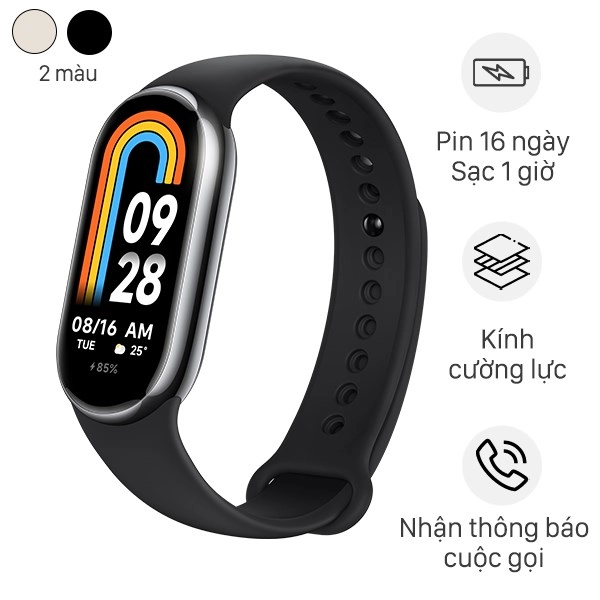 2 màu
09
28
08/16 AM
TUE 25°
85%
Pin 16 ngày
Sạc 1 giờ
Kính
cường lực
Nhận thông báo
cuộc gọi